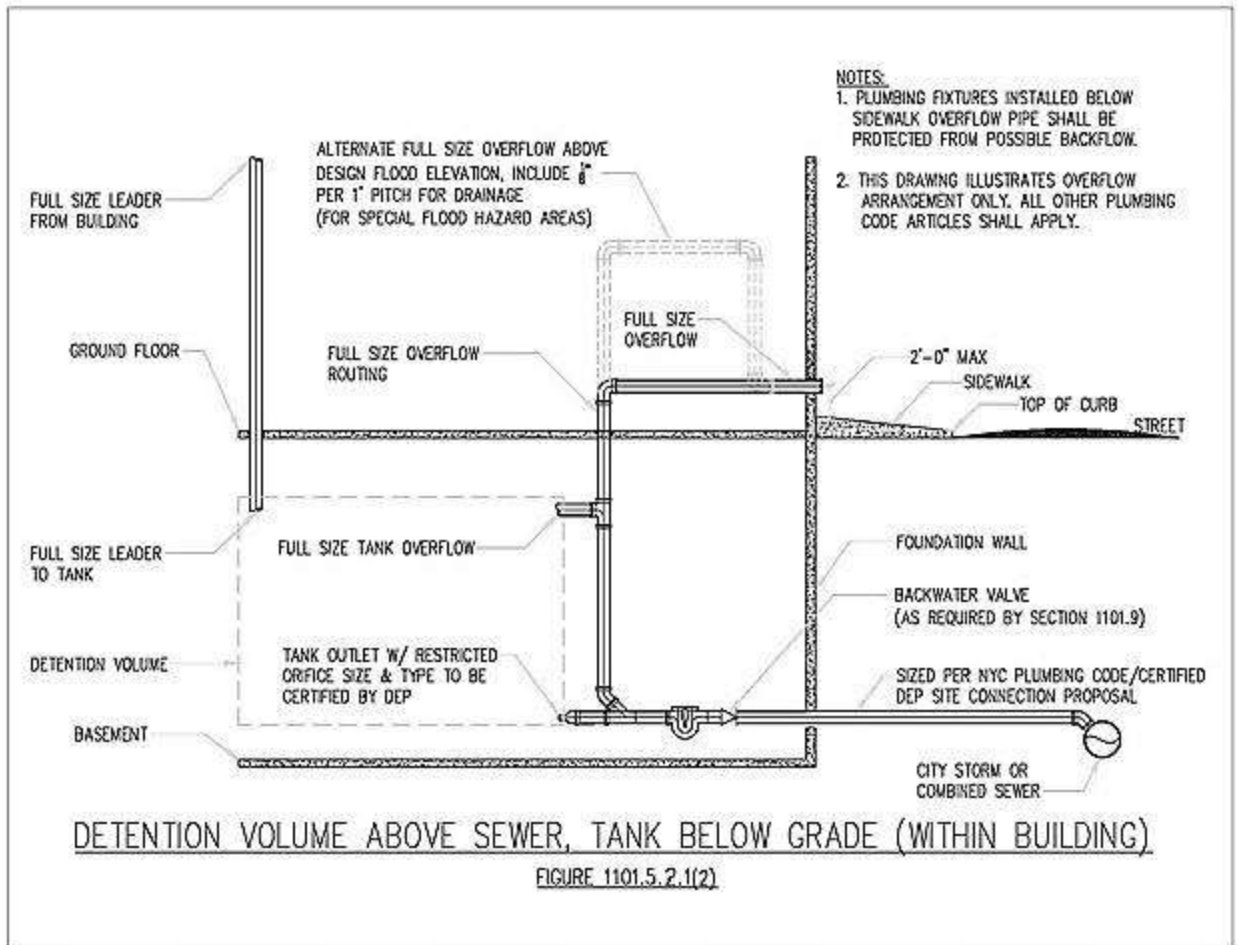 NOTES:
1. PLUMBING FIXTURES INSTALLED BELOW
SIDEWALK OVERFLOW PIPE SHALL BE
PROTECTED FROM POSSIBLE BACKFLOW.
2. THIS DRAWING ILLUSTRATES OVERFLOW
ARRANGEMENT ONLY. ALL OTHER PLUMBING
CODE ARTICLES SHALL APPLY.
ALTERNATE FULL SIZE OVERFLOW ABOVE
DESIGN FLOOD ELEVATION, INCLUDE
PER 1' PITCH FOR DRAINAGE
(FOR SPECIAL FLOOD HAZARD AREAS)
FULL SIZE LEADER
FROM BUILDING
FULL SIZE
OVERFLOW
GROUND FLOOR
FULL SIZE OVERFLOW
ROUTING
2'-0" MAX
SIDEWALK
TOP OF CURB
STREET
FULL SIZE LEADER
TO TANK
FULL SIZE TANK OVERFLOW
FOUNDATION WALL
BACKWATER VALVE
(AS REQUIRED BY SECTION 1101.9)
DETENTION VOLUME
TANK OUTLET W/ RESTRICTED
ORIFICE SIZE & TYPE TO BE
CERTIFIED BY DEP
SIZED PER NYC PLUMBING CODE/CERTIFIED
DEP SITE CONNECTION PROPOSAL
BASEMENT
CITY STORM OR
COMBINED SEWER
DETENTION VOLUME ABOVE SEWER, TANK BELOW GRADE (WITHIN BUILDING)
FIGURE 1101.5.2.1(2)